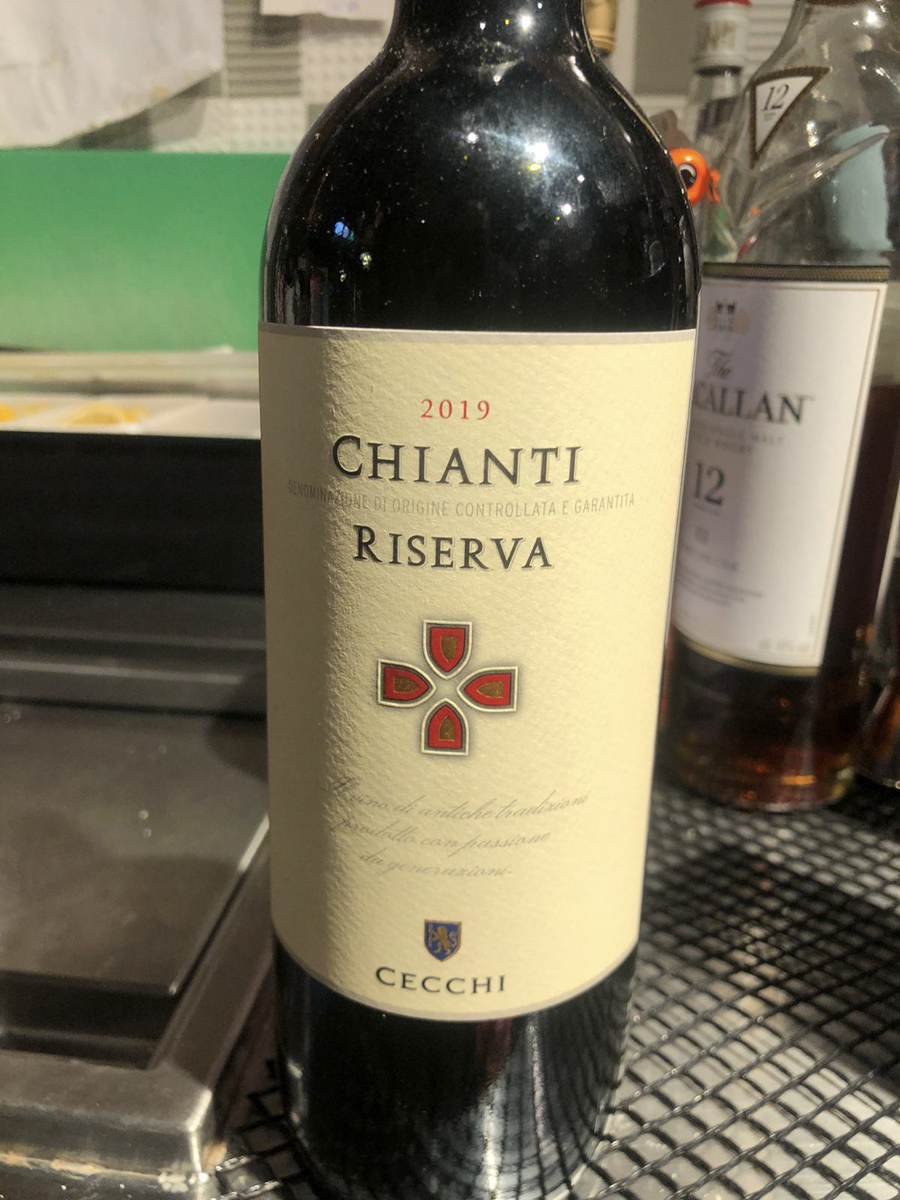 2019
CHIANTI
DENOMINAZIONE DI ORIGINE CONTROLLATA E GARANTITA
RISERVA
Il vino di antiche tradizioni
prodotto con passione
da generazioni.
CECCHI
12
The
CALLAN
12